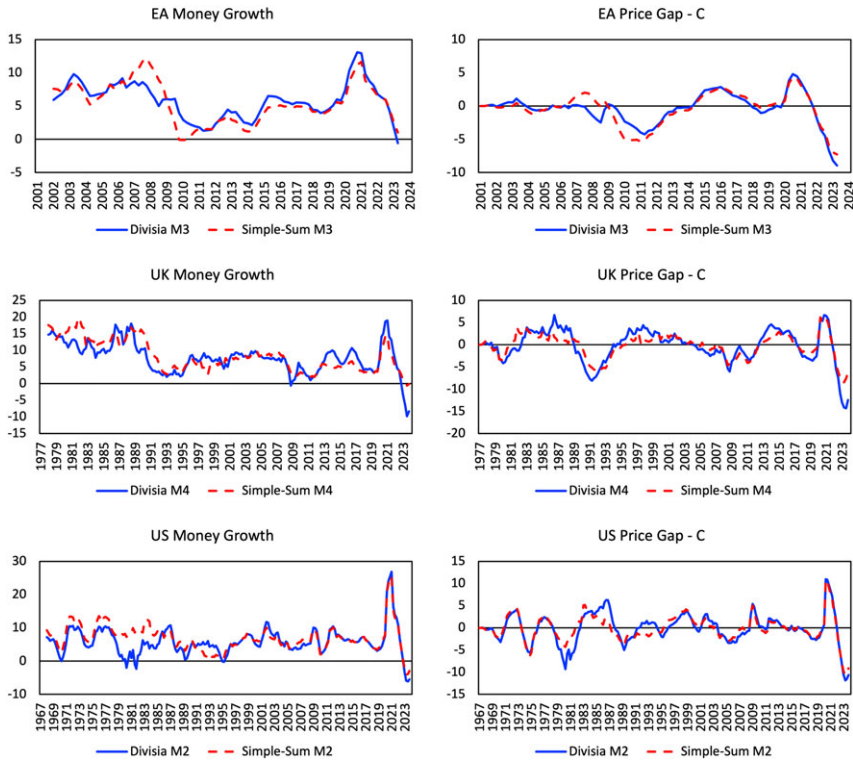 EA Money Growth
15
10
5
0
-5
2001 2002 2003 2004 2005 2006 2007 2008 2009 2010 2011 2012 2013 2014 2015 2016 2017 2018 2019 2020 2021 2022 2023 2024
Divisia M3 Simple-Sum M3
EA Price Gap - C
10
5
0
-5
-10
2001 2002 2003 2004 2005 2006 2007 2008 2009 2010 2011 2012 2013 2014 2015 2016 2017 2018 2019 2020 2021 2022 2023 2024
Divisia M3 Simple-Sum M3
UK Money Growth
25
20
15
10
5
0
-5
-10
-15
1977 1979 1981 1983 1985 1987 1989 1991 1993 1995 1997 1999 2001 2003 2005 2007 2009 2011 2013 2015 2017 2019 2021 2023
Divisia M4 Simple-Sum M4
UK Price Gap - C
10
5
0
-5
-10
-15
-20
1977 1979 1981 1983 1985 1987 1989 1991 1993 1995 1997 1999 2001 2003 2005 2007 2009 2011 2013 2015 2017 2019 2021 2023
Divisia M4 Simple-Sum M4
US Money Growth
30
20
10
0
-10
1967 1969 1971 1973 1975 1977 1979 1981 1983 1985 1987 1989 1991 1993 1995 1997 1999 2001 2003 2005 2007 2009 2011 2013 2015 2017 2019 2021 2023
Divisia M2 Simple-Sum M2
US Price Gap - C
15
10
5
0
-5
-10
-15
1967 1969 1971 1973 1975 1977 1979 1981 1983 1985 1987 1989 1991 1993 1995 1997 1999 2001 2003 2005 2007 2009 2011 2013 2015 2017 2019 2021 2023
Divisia M2 Simple-Sum M2